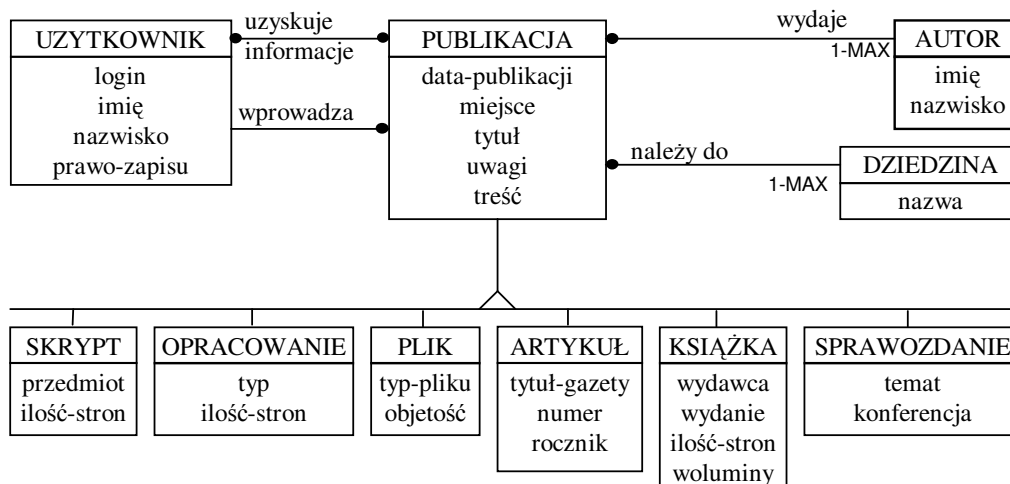 UZYTKOWNIK
login
imię
nazwisko
prawo-zapisu
uzyskuje
informacje
wprowadza
PUBLIKACJA
data-publikacji
miejsce
tytuł
uwagi
treść
wydaje
1-MAX
AUTOR
imię
nazwisko
należy do
1-MAX
DZIEDZINA
nazwa
SKRYPT
przedmiot
ilość-stron
OPRACOWANIE
typ
ilość-stron
PLIK
typ-pliku
objetość
ARTYKUŁ
tytuł-gazety
numer
rocznik
KSIĄŻKA
wydawca
wydanie
ilość-stron
woluminy
SPRAWOZDANIE
temat
konferencja